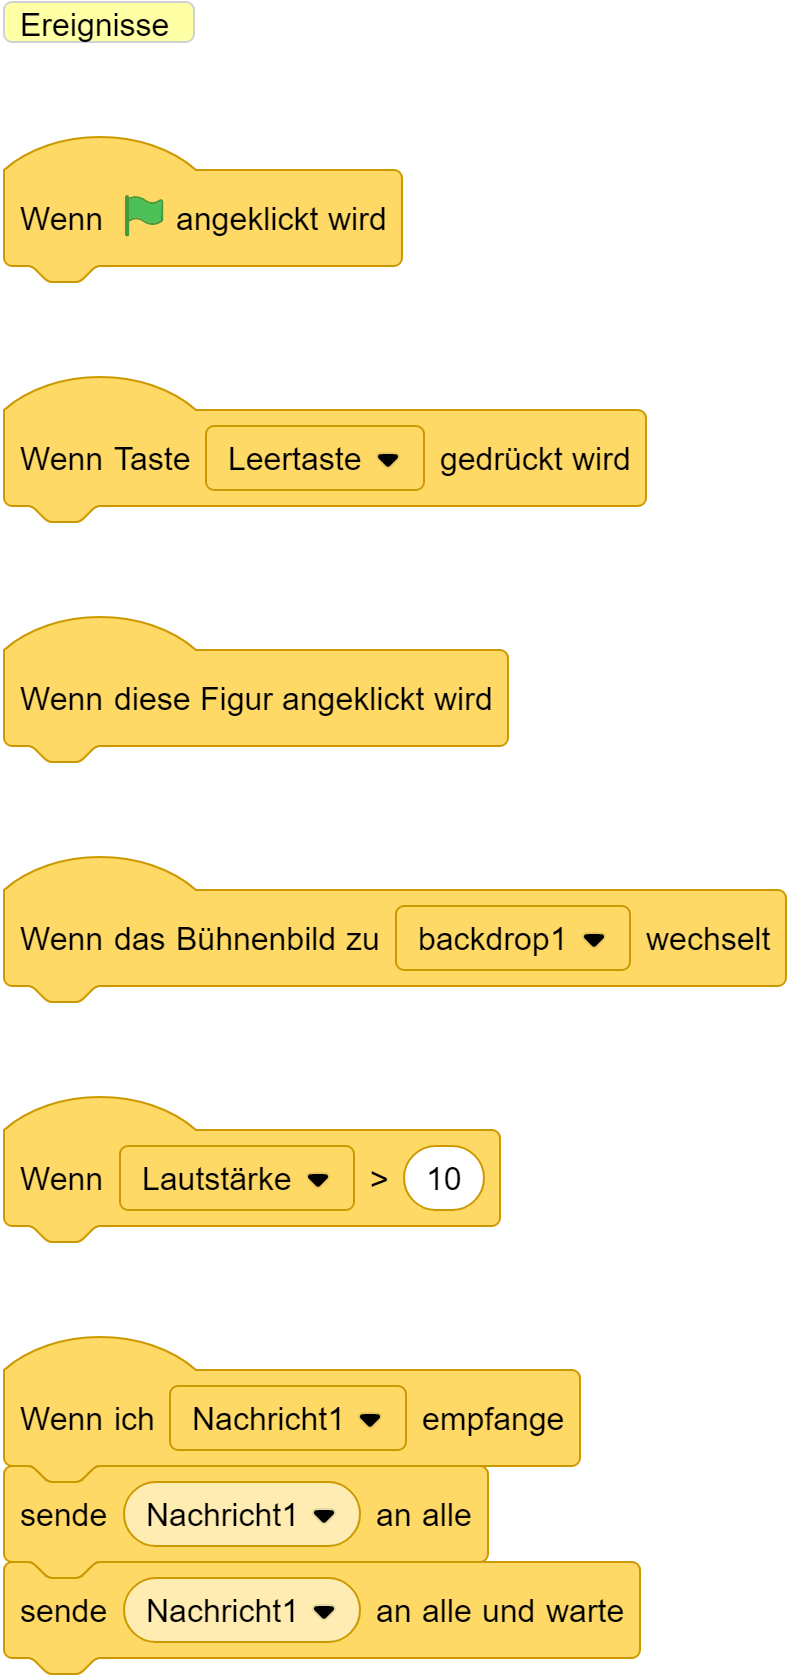 Ereignisse
Wenn angeklickt wird
Wenn Taste Leertaste gedrückt wird
Wenn diese Figur angeklickt wird
Wenn das Bühnenbild zu backdrop1 wechselt
Wenn Lautstärke > 10
Wenn ich Nachricht1 empfange
sende Nachricht1 an alle
sende Nachricht1 an alle und warte